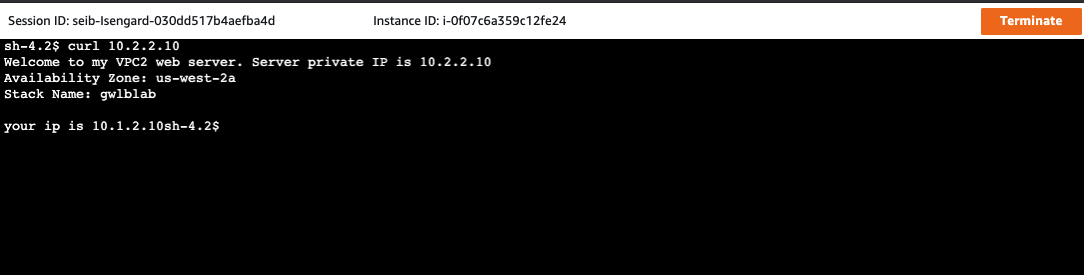 Session ID: seib-Isengard-030dd517b4aefba4d Instance ID: i-0f07c6a359c12fe24 Terminate
sh-4.2$ curl 10.2.2.10
Welcome to my VPC2 web server. Server private IP is 10.2.2.10
Availability Zone: us-west-2a
Stack Name: gwlblab
your ip is 10.1.2.10sh-4.2$